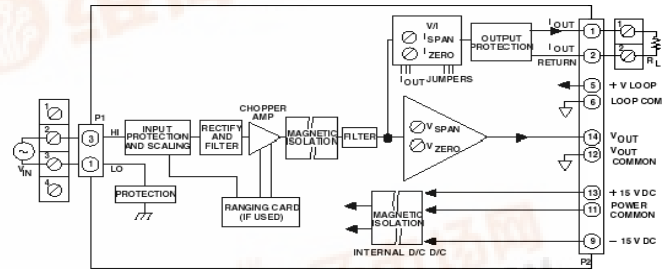 V/I
I SPAN
I ZERO
I OUT JUMPERS
OUTPUT PROTECTION
I OUT
I OUT
RETURN
1
2
1
2
R L
5 + V LOOP
6 LOOP COM
P1
1
2
3
4
V IN
3 HI
1 LO
INPUT PROTECTION AND SCALING
RECTIFY AND FILTER
CHOPPER AMP
MAGNETIC ISOLATION
FILTER
V SPAN
V ZERO
14 V OUT
12 V OUT COMMON
PROTECTION
RANGING CARD (IF USED)
MAGNETIC ISOLATION
INTERNAL D/C D/C
13 + 15 V DC
11 POWER COMMON
9 − 15 V DC
P2